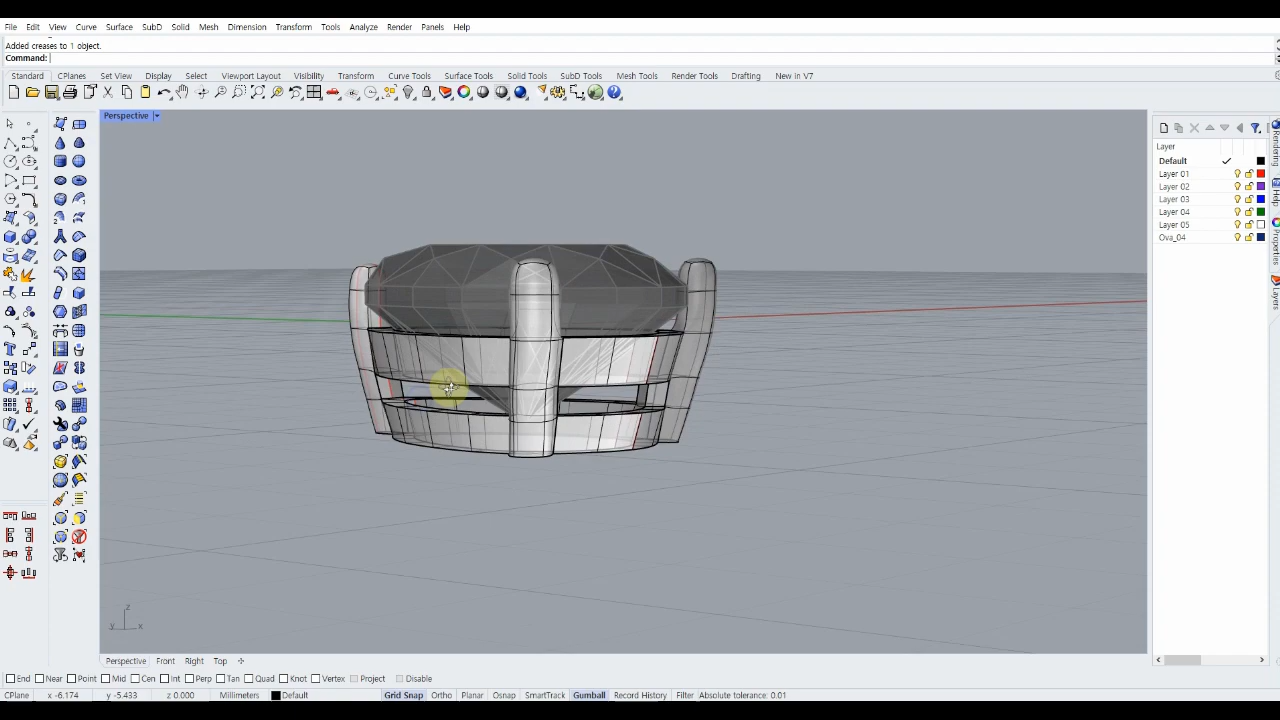 File Edit View Curve Surface SubD Solid Mesh Dimension Transform Tools Analyze Render Panels Help
Added creases to 1 object.
Command:
Standard CPlanes Set View Display Select Viewport Layout Visibility Transform Curve Tools Surface Tools Solid Tools SubD Tools Mesh Tools Render Tools Drafting New in V7
Perspective
Layer
Default
Layer 01
Layer 02
Layer 03
Layer 04
Layer 05
Ova_04
Rendering
Help
Properties
Layers
z
y x
Perspective Front Right Top
End Near Point Mid Cen Int Perp Tan Quad Knot Vertex Project Disable
CPlane x -6.174 y -5.433 z 0.000 Millimeters Default Grid Snap Ortho Planar Osnap SmartTrack Gumball Record History Filter Absolute tolerance: 0.01